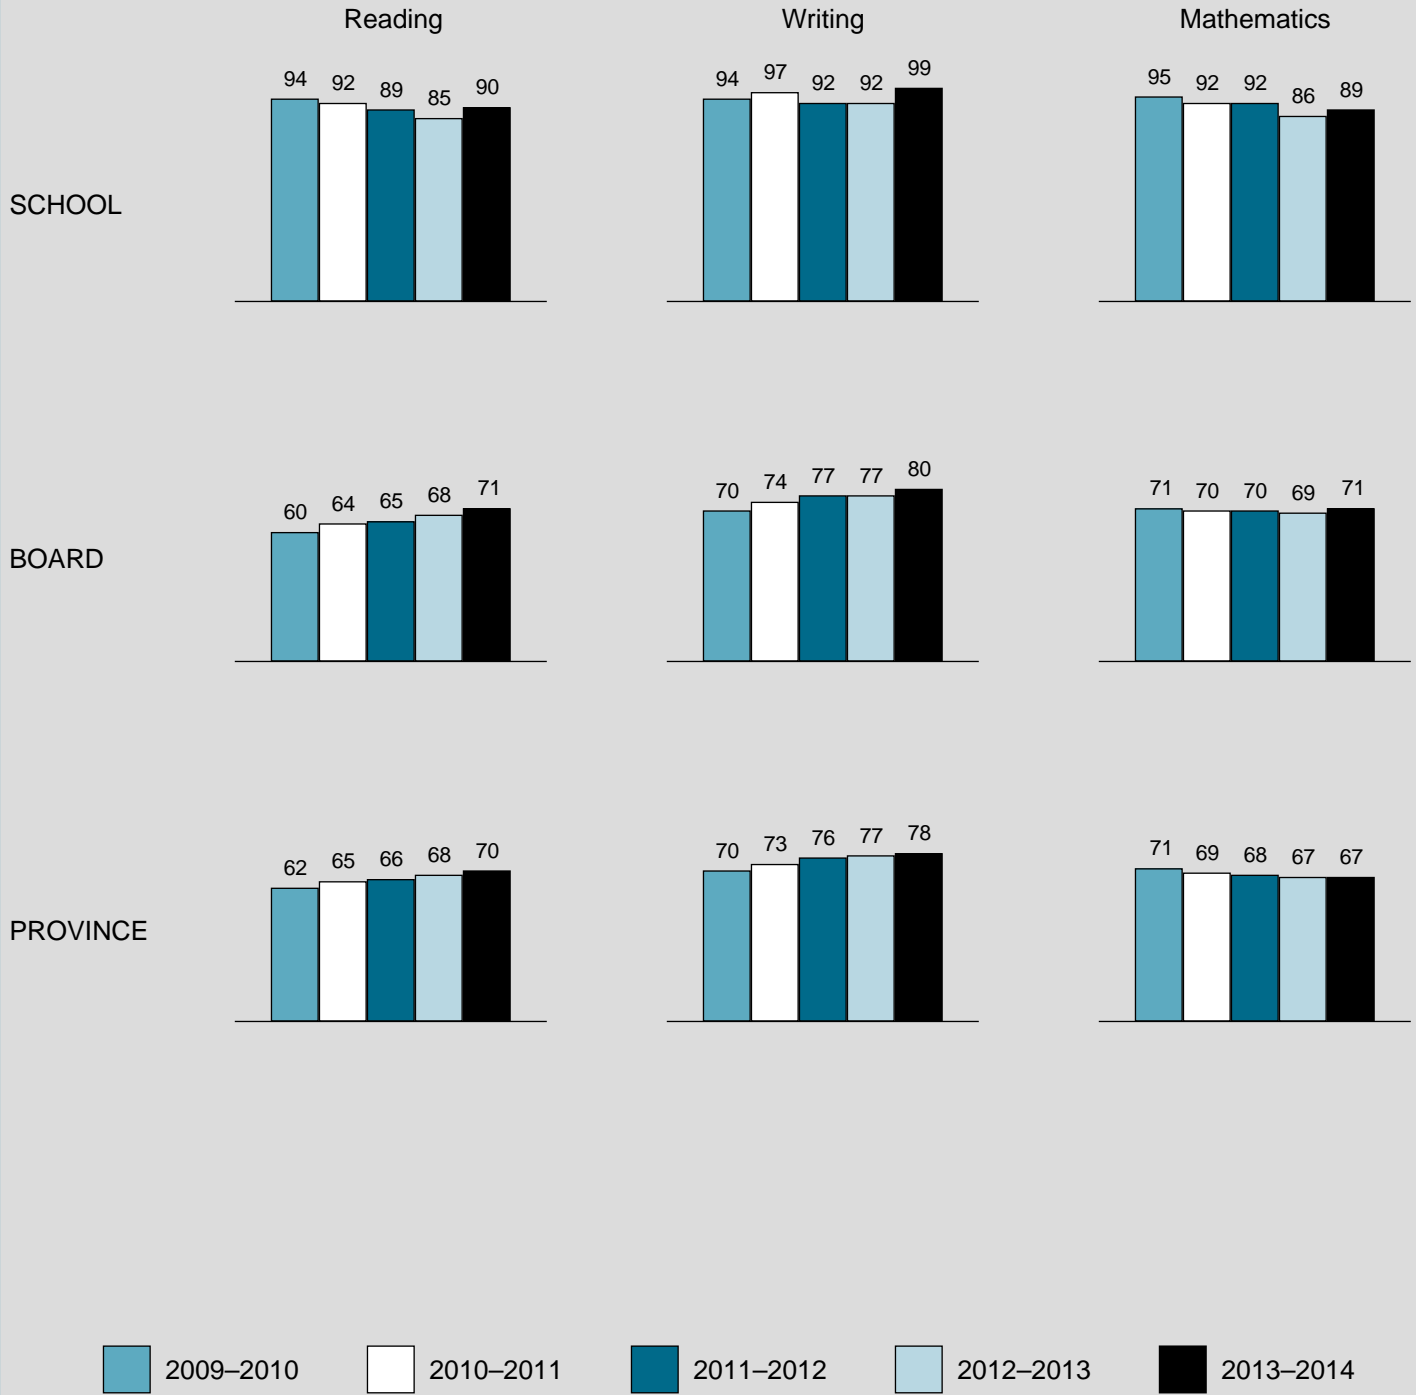 Reading Writing Mathematics
94 92 89 85 90
94 97 92 92 99
95 92 92 86 89
SCHOOL
60 64 65 68 71
70 74 77 77 80
71 70 70 69 71
BOARD
62 65 66 68 70
70 73 76 77 78
71 69 68 67 67
PROVINCE
2009–2010 2010–2011 2011–2012 2012–2013 2013–2014